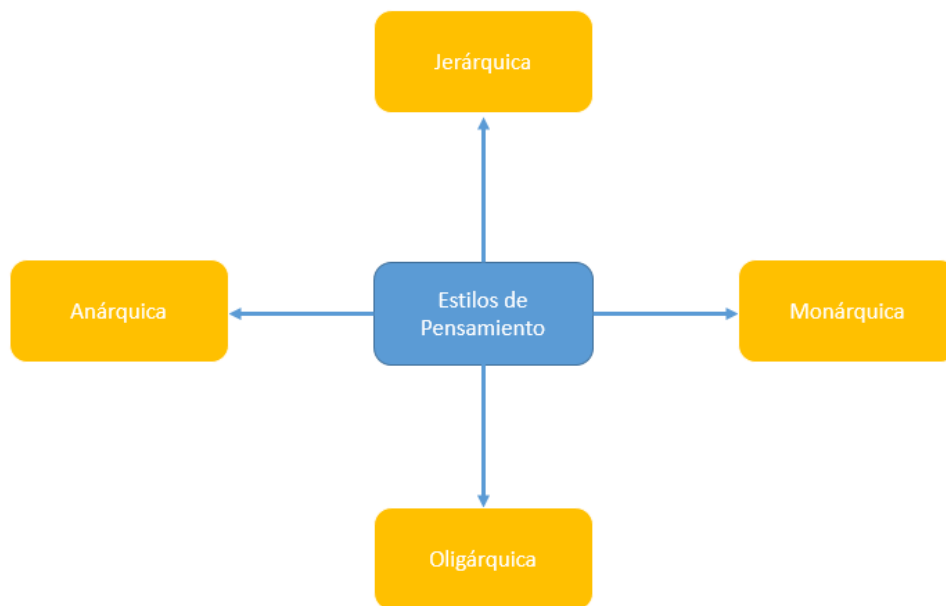 Jerárquica
Anárquica
Estilos de
Pensamiento
Monárquica
Oligárquica